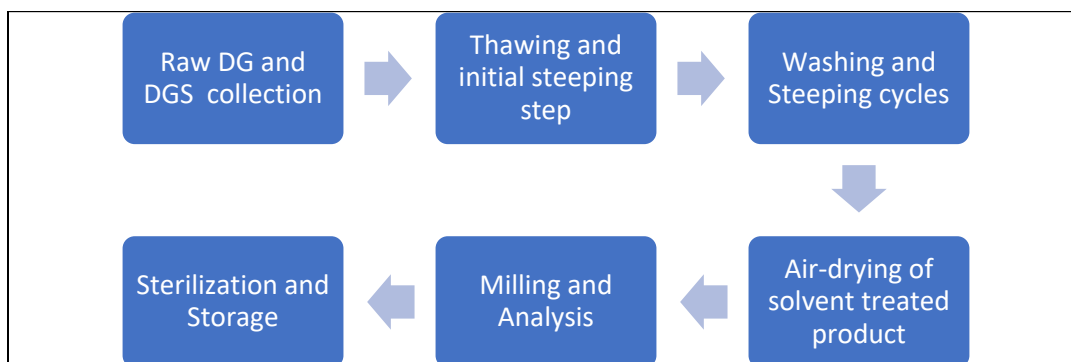 Raw DG and
DGS  collection
Thawing and
initial steeping
step
Washing and
Steeping cycles
Air-drying of
solvent treated
product
Milling and
Analysis
Sterilization and
Storage